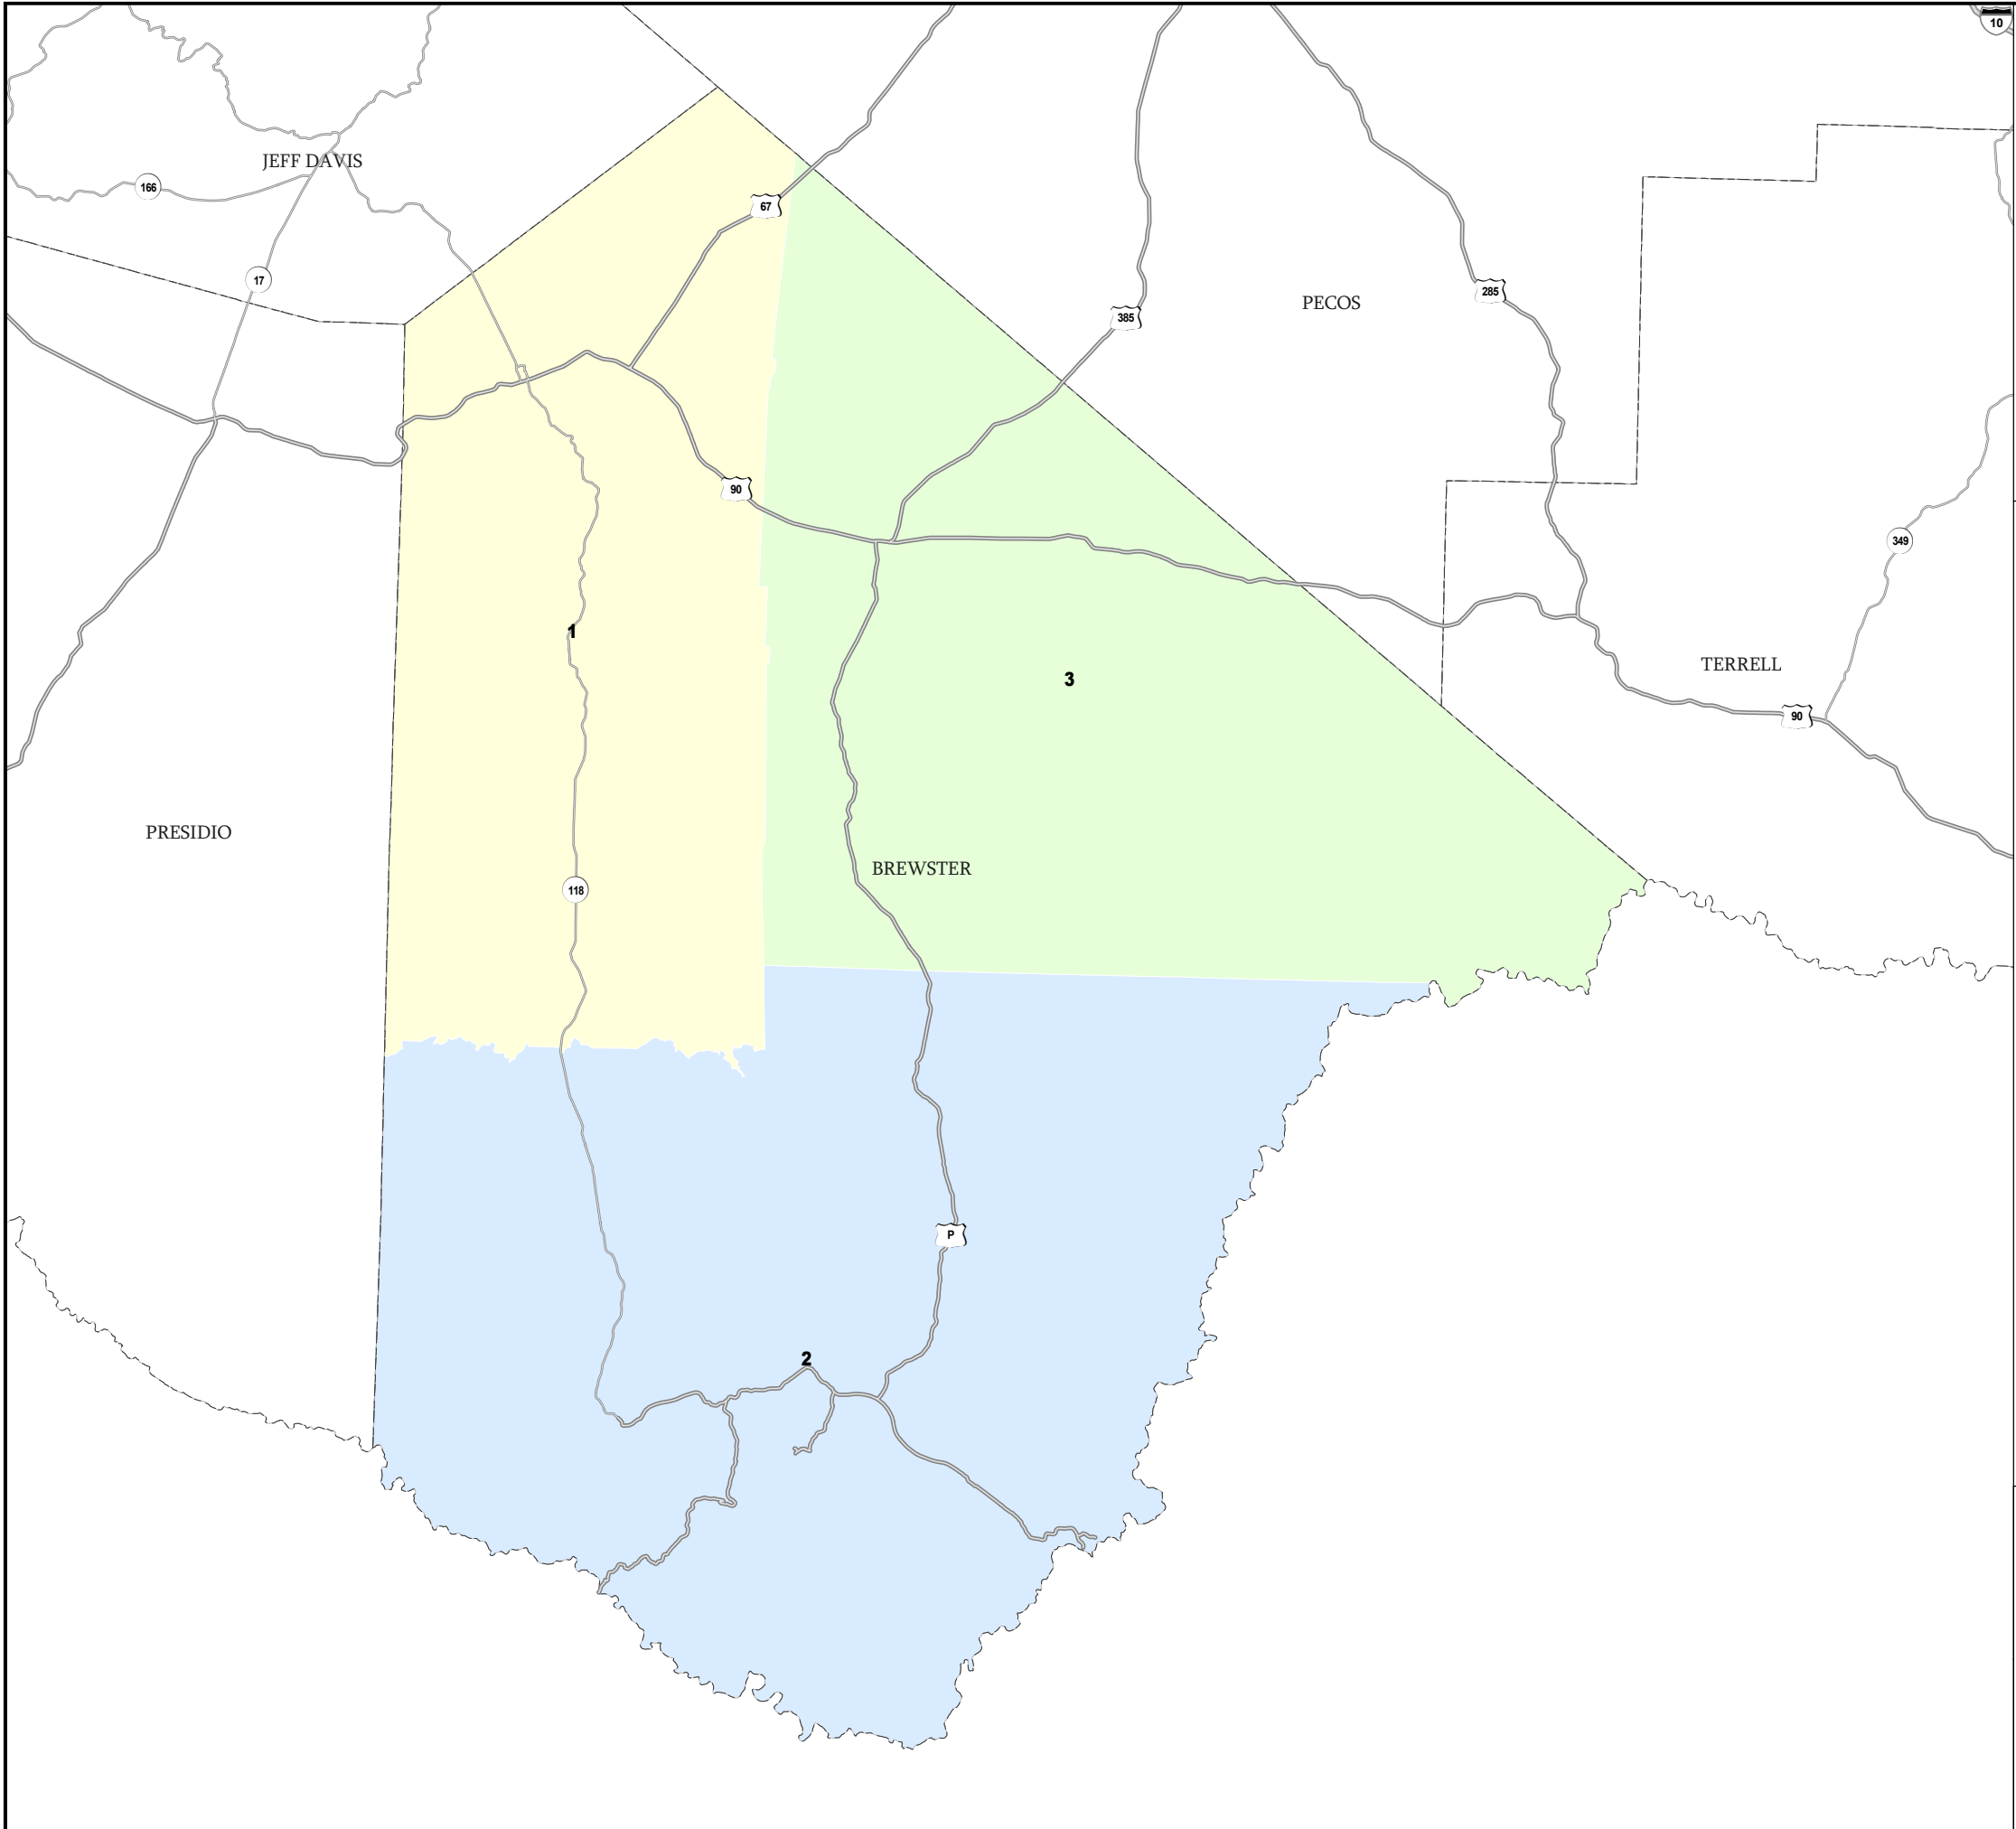 10
JEFF DAVIS
166
67
17
285
PECOS
385
90
349
1
TERRELL
3
90
PRESIDIO
BREWSTER
118
P
2